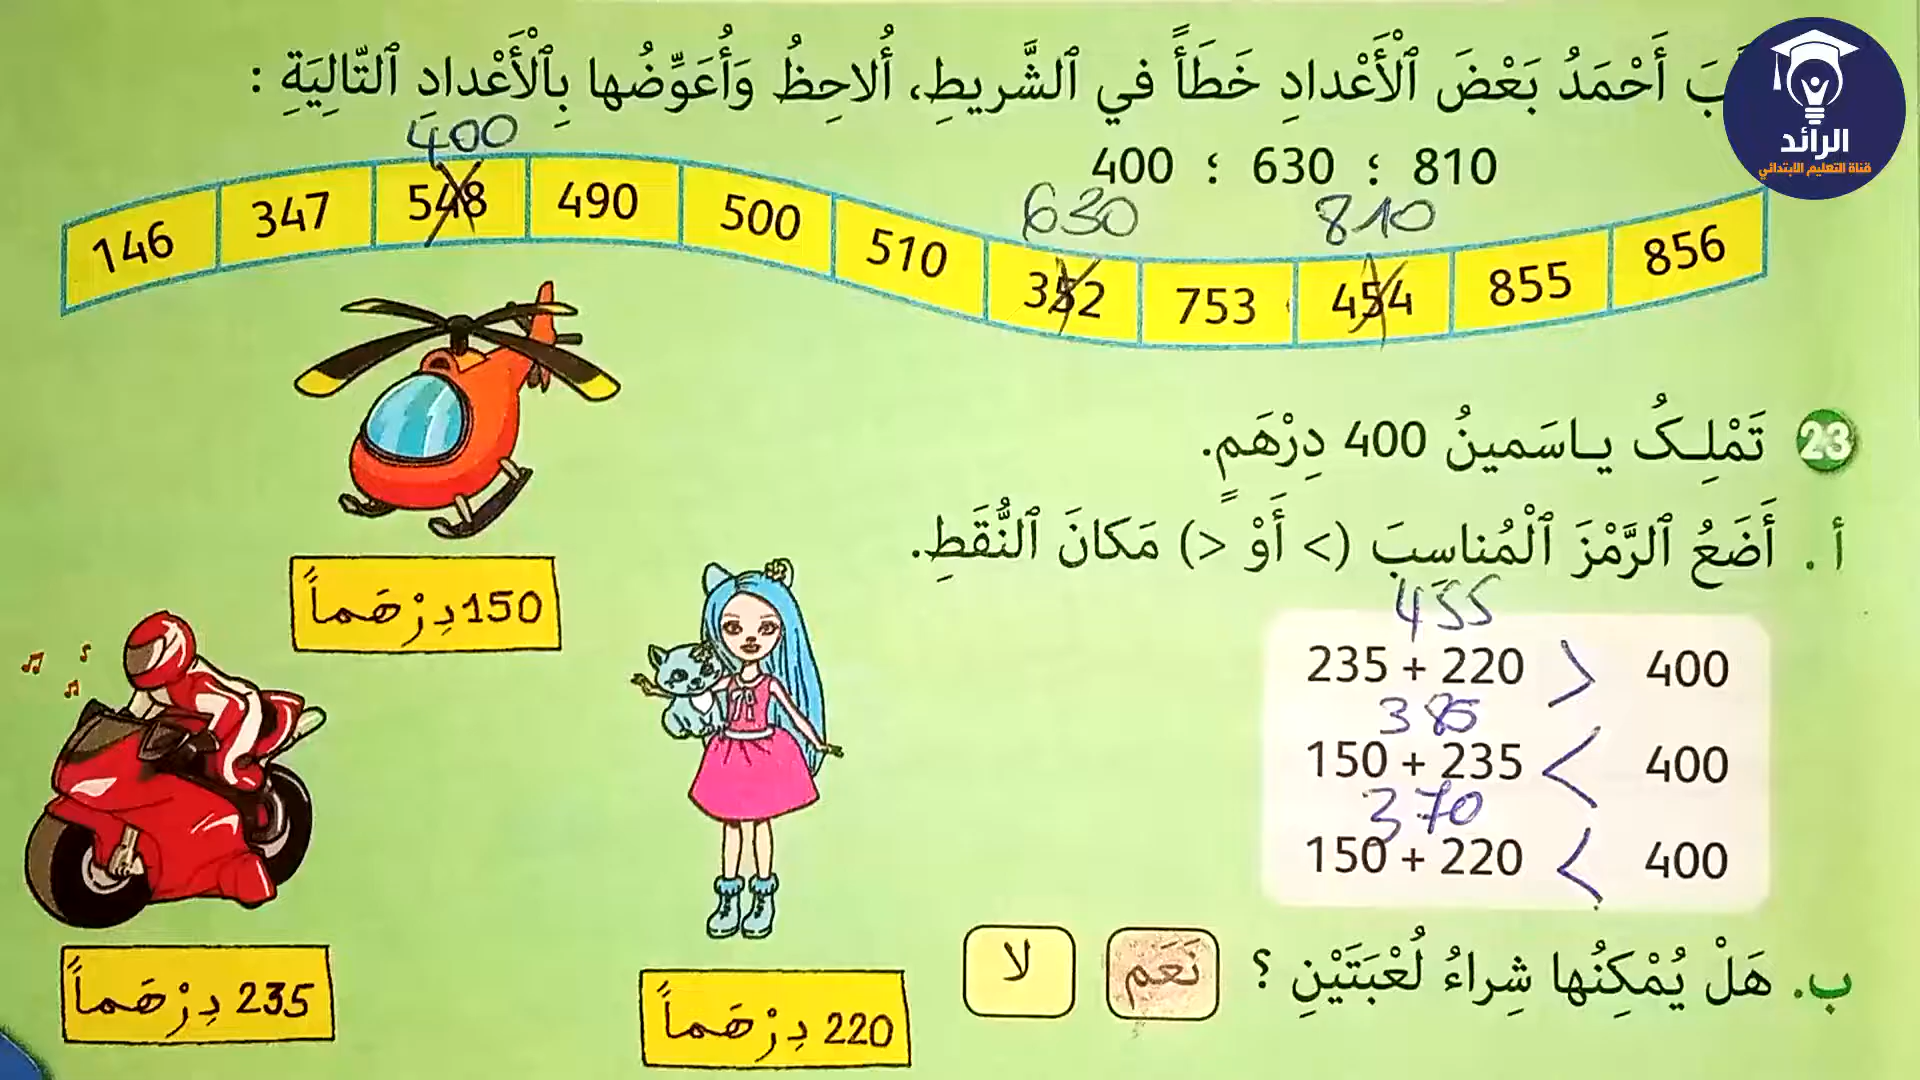 أَحْمَدُ بَعْضَ ٱلْأَعْدادِ خَطَأً في ٱلشَّريطِ، أُلاحِظُ وَأُعَوِّضُها بِٱلْأَعْدادِ ٱلتّالِيَةِ :
الرائد
قناة التعليم الابتدائي
400 ؛ 630 ؛ 810
400 630 810
146 347 548 490 500 510 352 753 454 855 856
23 تَمْلِكُ ياسَمينُ 400 دِرْهَمٍ.
أ . أَضَعُ ٱلرَّمْزَ ٱلْمُناسِبَ (> أَوْ <) مَكانَ ٱلنُّقَطِ.
455
235 + 220 > 400
385
150 + 235 < 400
370
150 + 220 < 400
ب. هَلْ يُمْكِنُها شِراءُ لُعْبَتَيْنِ ؟ نَعَم لا
150 دِرْهَماً
235 دِرْهَماً
220 دِرْهَماً